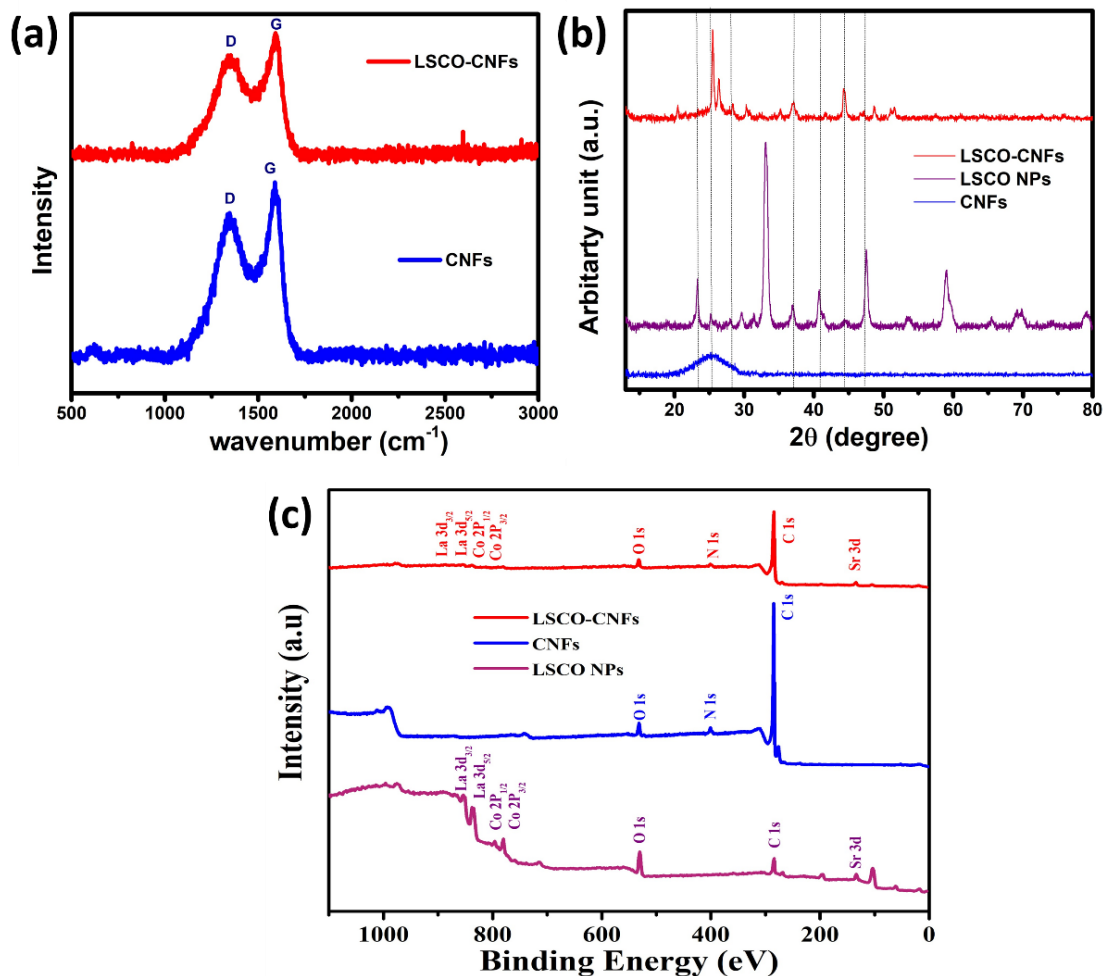 (a)
D
G
LSCO-CNFs
D
G
CNFs
Intensity
500 1000 1500 2000 2500 3000
wavenumber (cm⁻¹)
(b)
LSCO-CNFs
LSCO NPs
CNFs
Arbitarty unit (a.u.)
20 30 40 50 60 70 80
2θ (degree)
(c)
La 3d3/2
La 3d5/2
Co 2P1/2
Co 2P3/2
O 1s
N 1s
C 1s
Sr 3d
LSCO-CNFs
CNFs
LSCO NPs
O 1s
N 1s
C 1s
La 3d3/2
La 3d5/2
Co 2P1/2
Co 2P3/2
O 1s
C 1s
Sr 3d
Intensity (a.u)
1000 800 600 400 200 0
Binding Energy (eV)